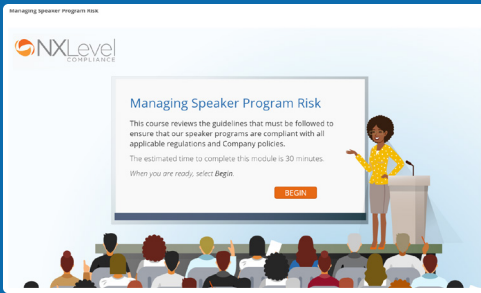 Managing Speaker Program Risk
NXLevel
COMPLIANCE
Managing Speaker Program Risk
This course reviews the guidelines that must be followed to
ensure that our speaker programs are compliant with all
applicable regulations and Company policies.
The estimated time to complete this module is 30 minutes.
When you are ready, select Begin.
BEGIN